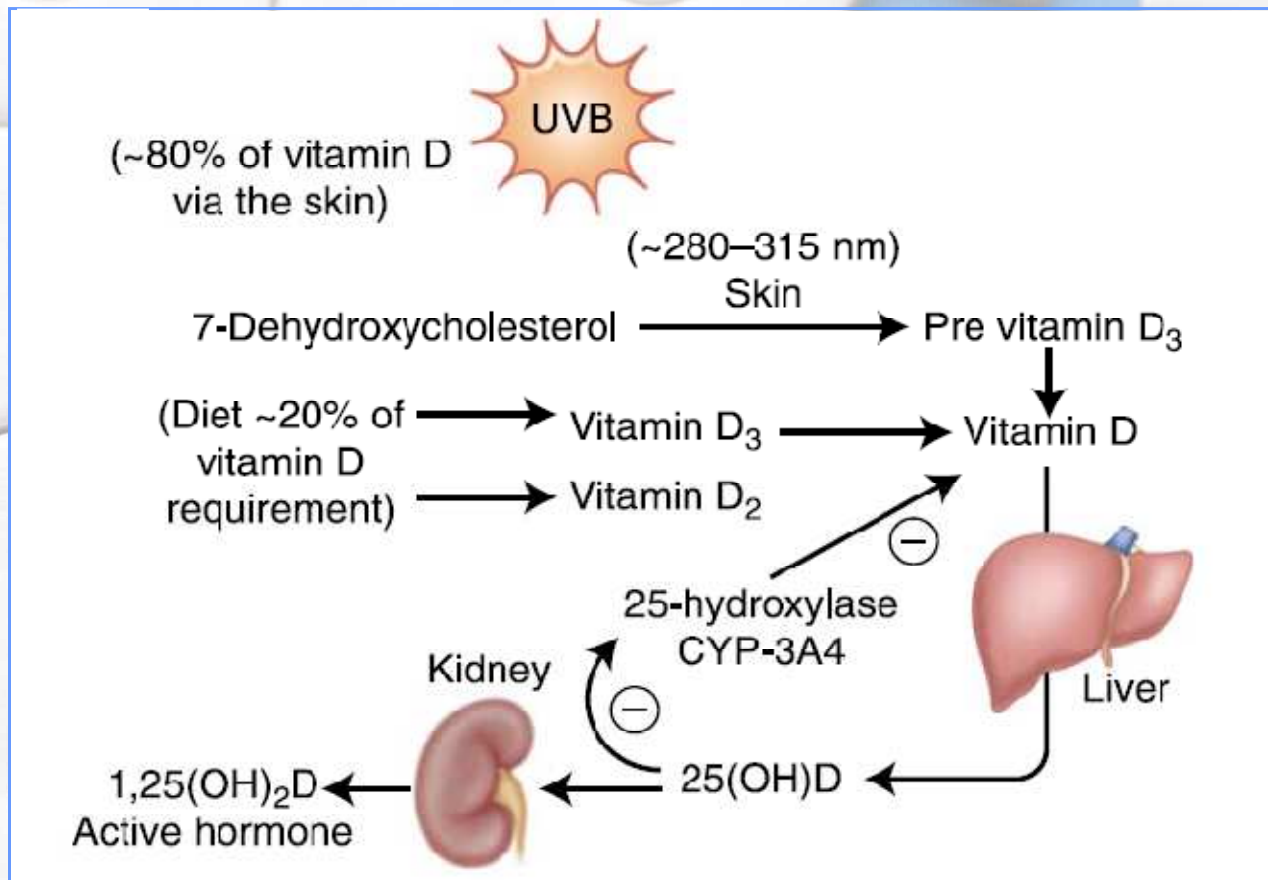 UVB
(~80% of vitamin D
via the skin)
(~280–315 nm)
Skin
7-Dehydroxycholesterol
Pre vitamin D₃
(Diet ~20% of
vitamin D
requirement)
Vitamin D₃
Vitamin D
Vitamin D₂
−
25-hydroxylase
CYP-3A4
Kidney
−
Liver
25(OH)D
1,25(OH)₂D
Active hormone